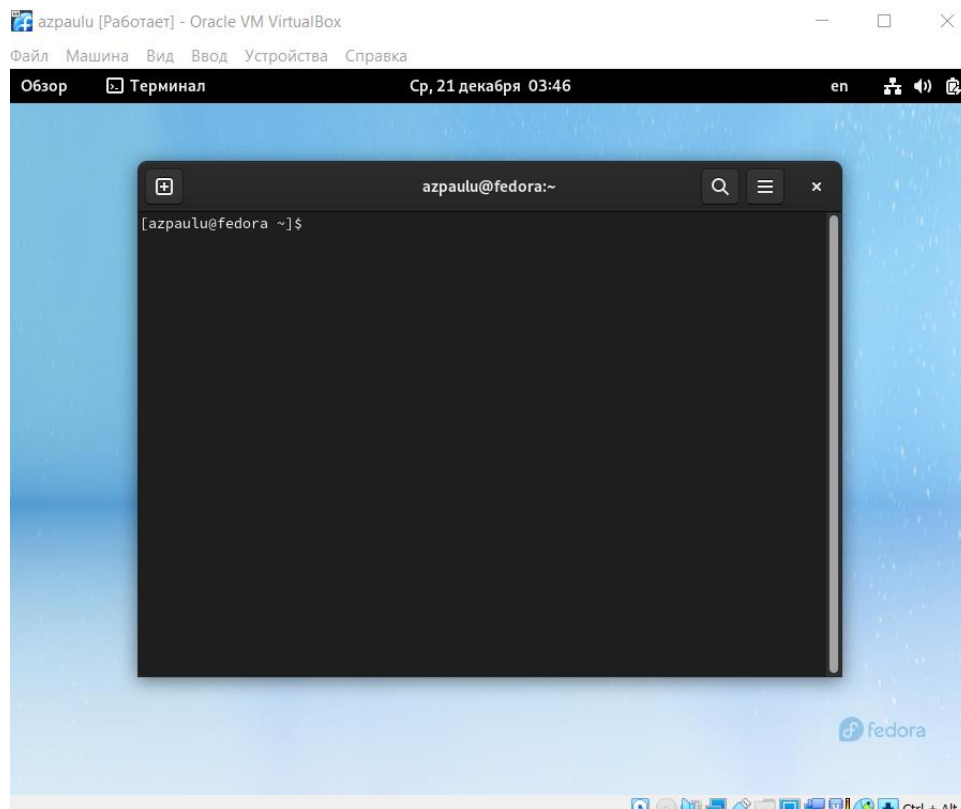 azpaulu [Работает] - Oracle VM VirtualBox
Файл Машина Вид Ввод Устройства Справка
Обзор Терминал Ср, 21 декабря 03:46 en
azpaulu@fedora:~
[azpaulu@fedora ~]$
fedora
Ctrl + Alt